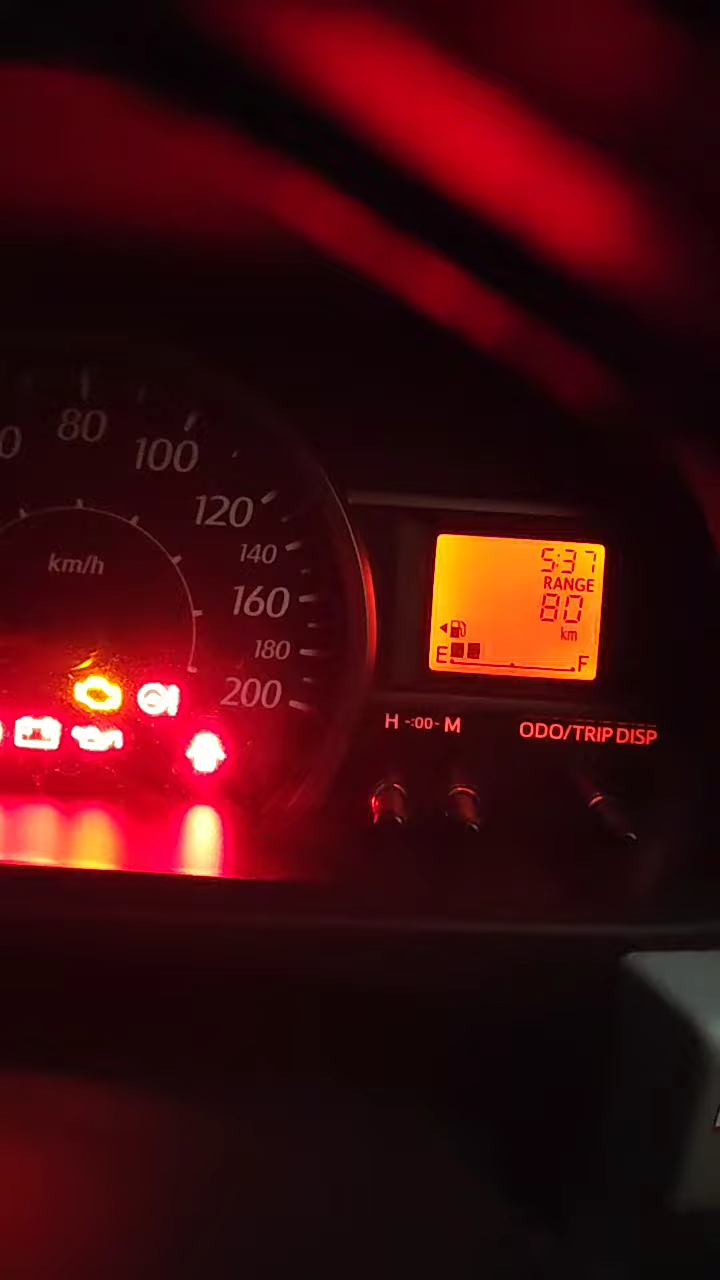 80
100
120
140
km/h
160
180
200
5:37
RANGE
80
km
E F
H -:00- M
ODO/TRIP DISP